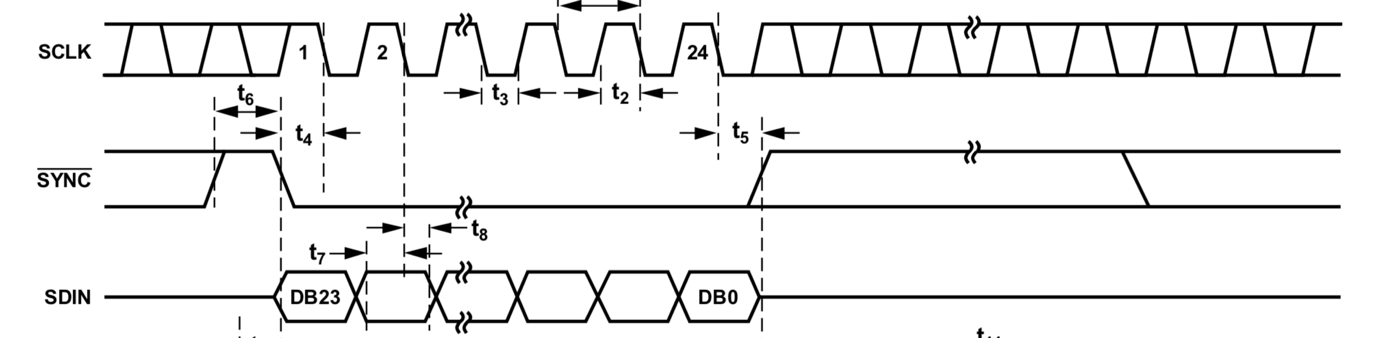 SCLK 1 2 24
t3 t2
t6
t4 t5
SYNC
t8
t7
SDIN DB23 DB0